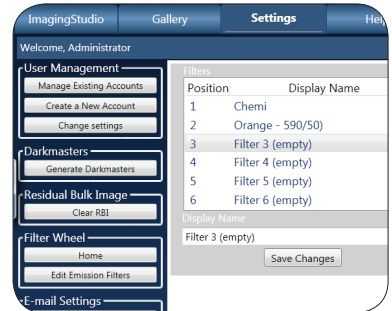 ImagingStudio Gallery Settings Hel
Welcome, Administrator
User Management
Manage Existing Accounts
Create a New Account
Change settings
Darkmasters
Generate Darkmasters
Residual Bulk Image
Clear RBI
Filter Wheel
Home
Edit Emission Filters
E-mail Settings
Filters
Position Display Name
1 Chemi
2 Orange - 590/50)
3 Filter 3 (empty)
4 Filter 4 (empty)
5 Filter 5 (empty)
6 Filter 6 (empty)
Display Name
Filter 3 (empty)
Save Changes